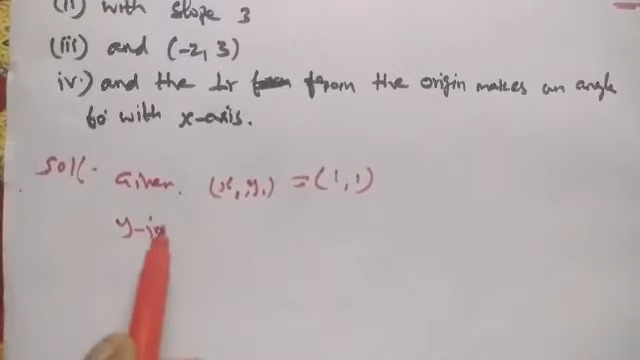 (ii) with slope 3
(iii) and (-2, 3)
iv.) and the ⊥r from the origin makes an angle
60° with x-axis.
Sol:- Given. (x₁, y₁) = (1, 1)
y-in